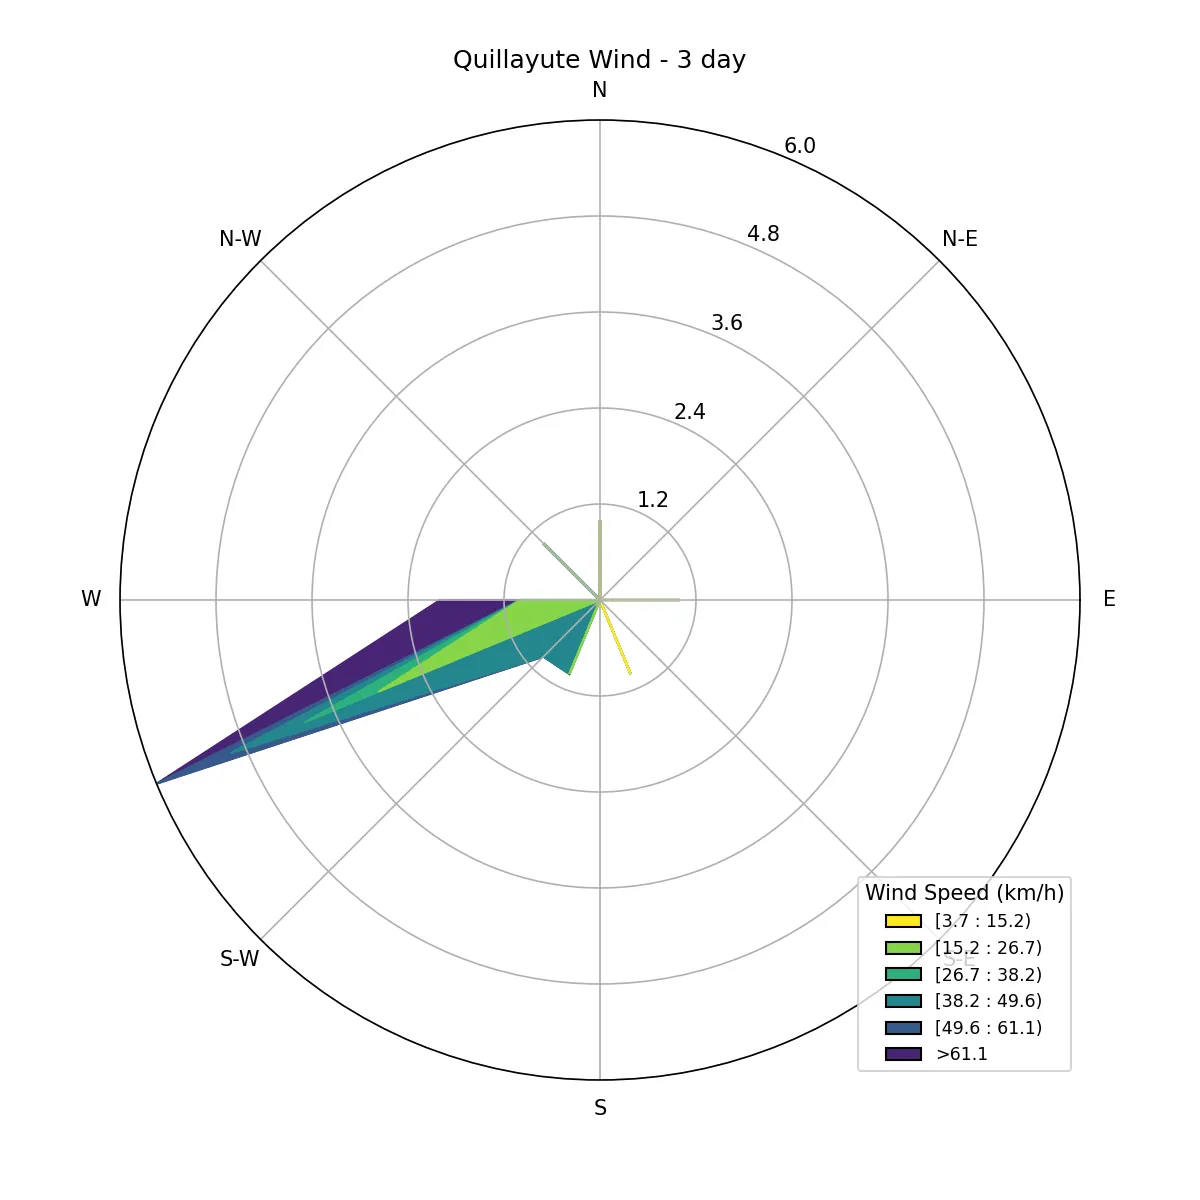 Quillayute Wind - 3 day
N
6.0
N-W
N-E
4.8
3.6
2.4
1.2
W
E
S-W
S-E
S
Wind Speed (km/h)
[3.7 : 15.2)
[15.2 : 26.7)
[26.7 : 38.2)
[38.2 : 49.6)
[49.6 : 61.1)
>61.1